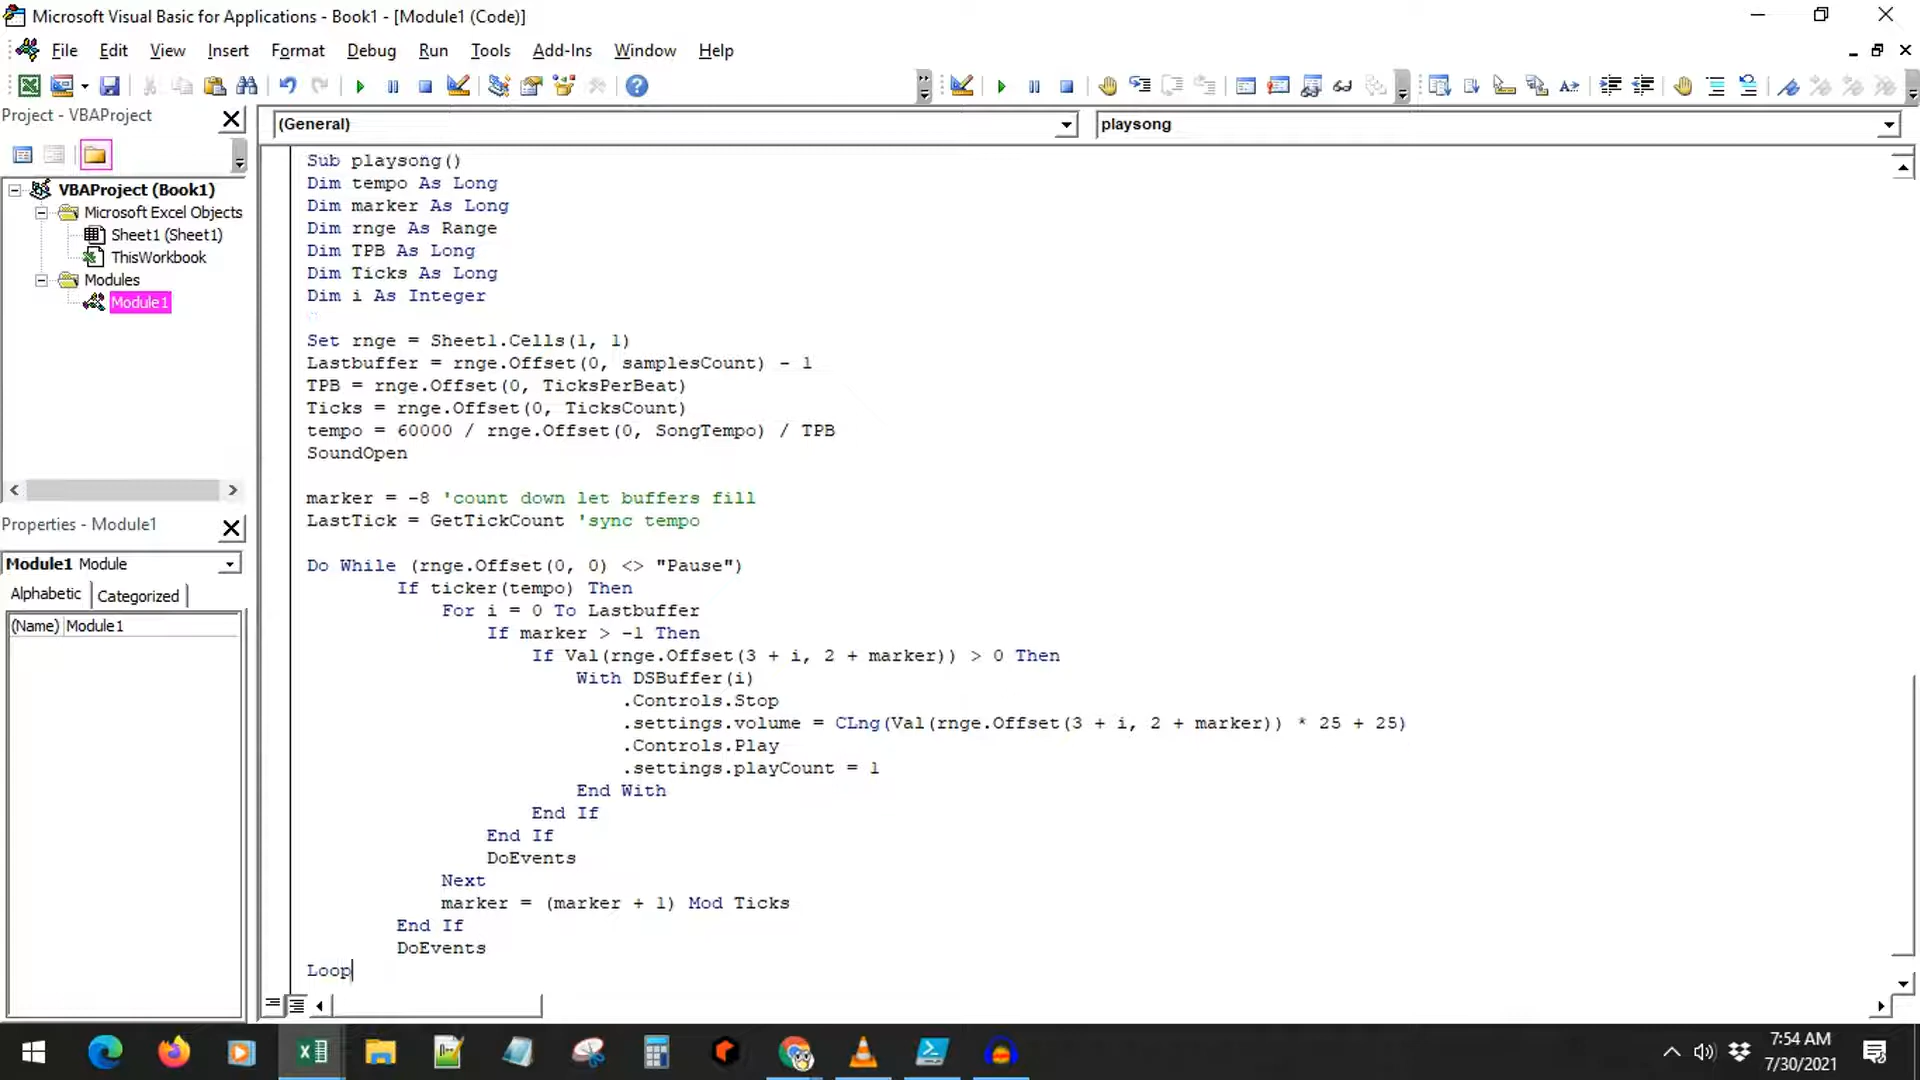 Microsoft Visual Basic for Applications - Book1 - [Module1 (Code)]
File Edit View Insert Format Debug Run Tools Add-Ins Window Help
Project - VBAProject
(General)
playsong
VBAProject (Book1)
Microsoft Excel Objects
Sheet1 (Sheet1)
ThisWorkbook
Modules
Module1
Properties - Module1
Module1 Module
Alphabetic Categorized
(Name) Module1
Sub playsong()
Dim tempo As Long
Dim marker As Long
Dim rnge As Range
Dim TPB As Long
Dim Ticks As Long
Dim i As Integer
Set rnge = Sheet1.Cells(1, 1)
Lastbuffer = rnge.Offset(0, samplesCount) - 1
TPB = rnge.Offset(0, TicksPerBeat)
Ticks = rnge.Offset(0, TicksCount)
tempo = 60000 / rnge.Offset(0, SongTempo) / TPB
SoundOpen
marker = -8 'count down let buffers fill
LastTick = GetTickCount 'sync tempo
Do While (rnge.Offset(0, 0) <> "Pause")
If ticker(tempo) Then
For i = 0 To Lastbuffer
If marker > -1 Then
If Val(rnge.Offset(3 + i, 2 + marker)) > 0 Then
With DSBuffer(i)
.Controls.Stop
.settings.volume = CLng(Val(rnge.Offset(3 + i, 2 + marker)) * 25 + 25)
.Controls.Play
.settings.playCount = 1
End With
End If
End If
DoEvents
Next
marker = (marker + 1) Mod Ticks
End If
DoEvents
Loop
7:54 AM
7/30/2021